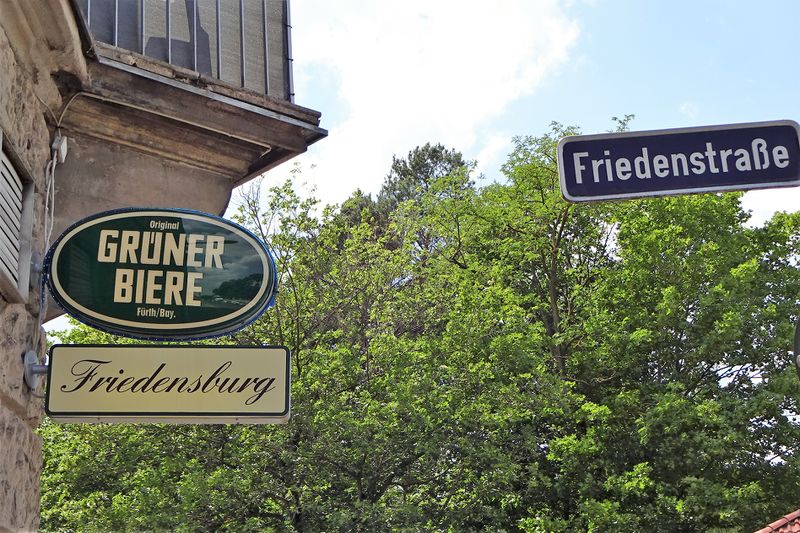 Original
GRÜNER
BIERE
Fürth/Bay.
Friedensburg
Friedenstraße